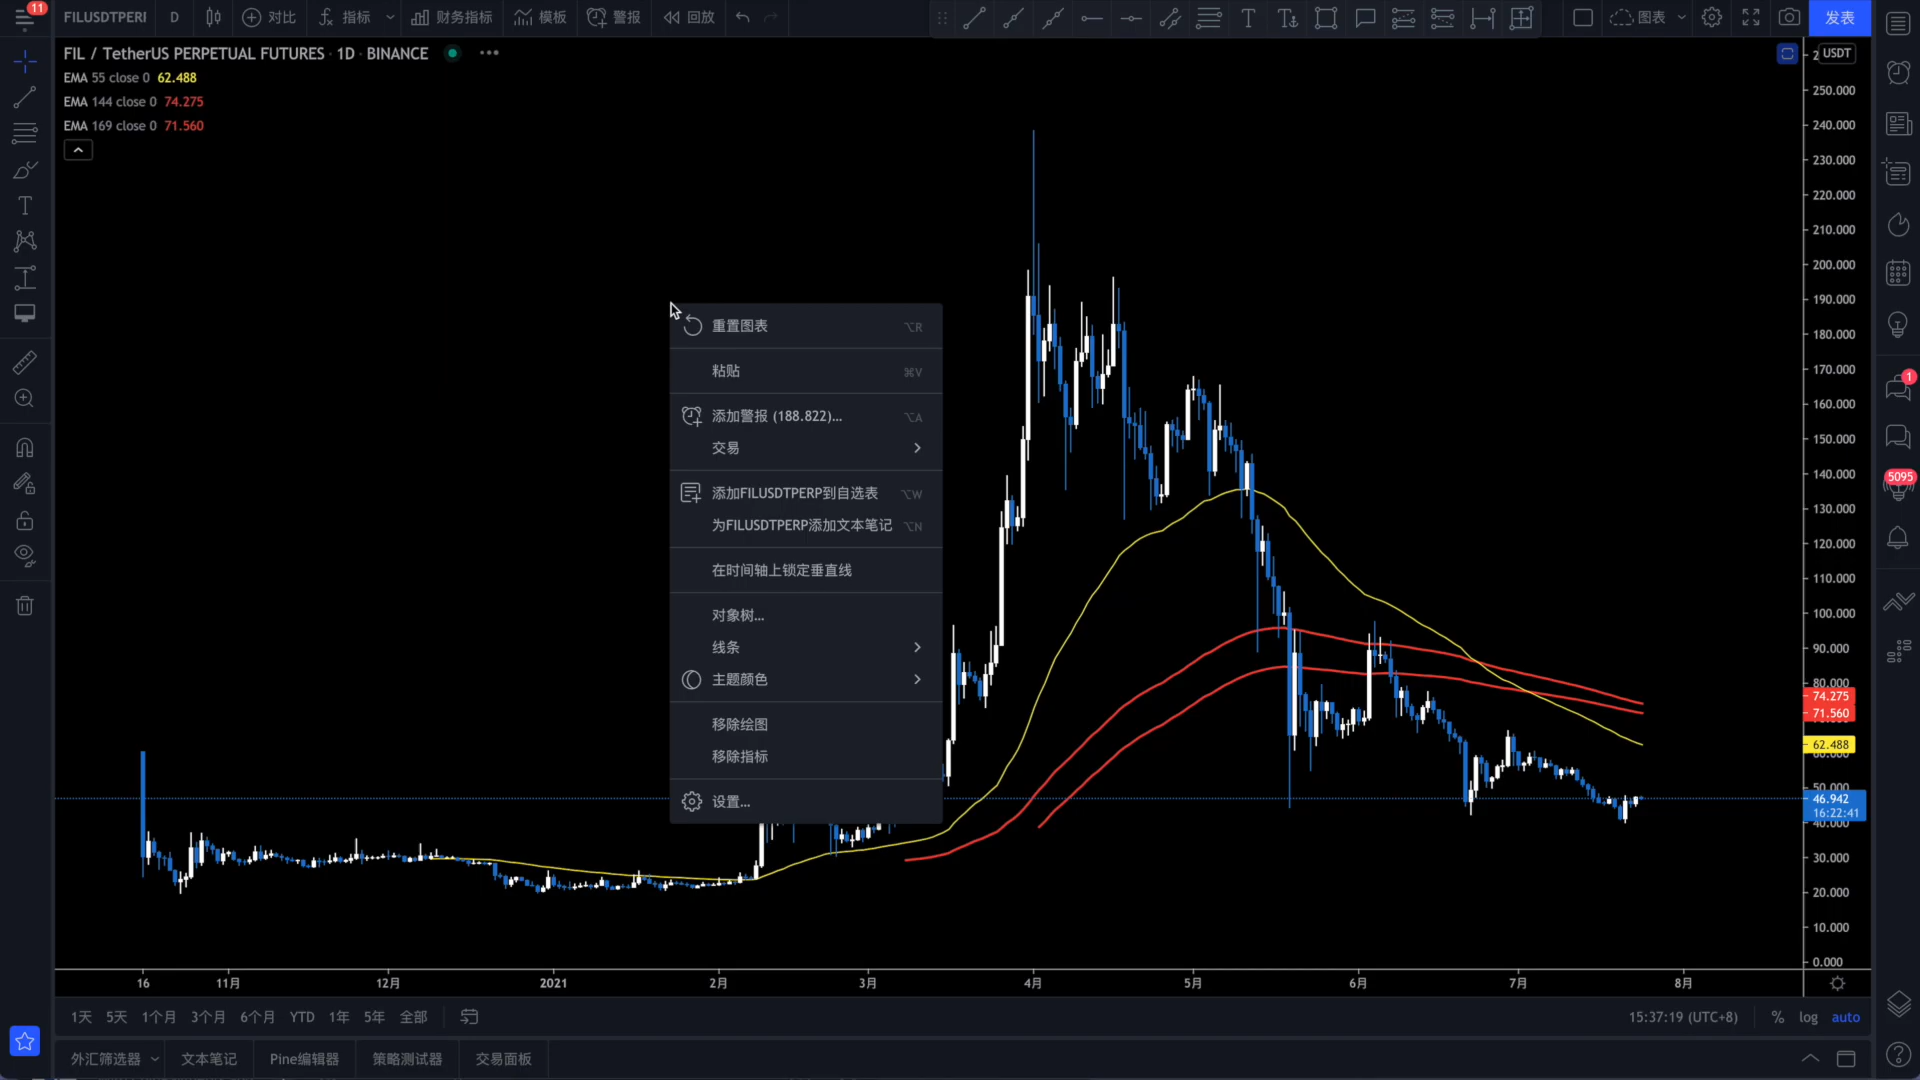 11
FILUSDTPERI D 对比 指标 财务指标 模板 警报 回放 图表 发表
FIL / TetherUS PERPETUAL FUTURES · 1D · BINANCE
USDT
EMA 55 close 0 62.488
EMA 144 close 0 74.275
EMA 169 close 0 71.560
250.000
240.000
230.000
220.000
210.000
200.000
190.000
180.000
170.000
160.000
150.000
140.000
130.000
120.000
110.000
100.000
90.000
80.000
74.275
71.560
62.488
60.000
50.000
46.942
16:22:41
40.000
30.000
20.000
10.000
0.000
重置图表 ⌥R
粘贴 ⌘V
添加警报 (188.822)... ⌥A
交易
添加FILUSDTPERP到自选表 ⌥W
为FILUSDTPERP添加文本笔记 ⌥N
在时间轴上锁定垂直线
对象树...
线条
主题颜色
移除绘图
移除指标
设置...
1
5095
16 11月 12月 2021 2月 3月 4月 5月 6月 7月 8月
1天 5天 1个月 3个月 6个月 YTD 1年 5年 全部 15:37:19 (UTC+8) % log auto
外汇筛选器 文本笔记 Pine编辑器 策略测试器 交易面板